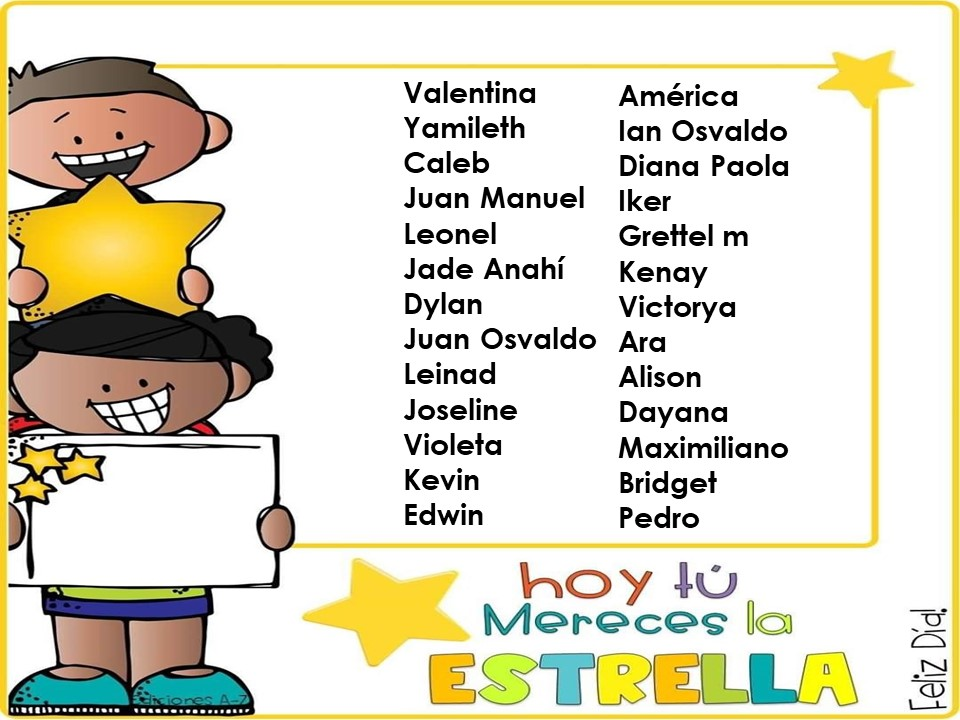 Valentina
Yamileth
Caleb
Juan Manuel
Leonel
Jade Anahí
Dylan
Juan Osvaldo
Leinad
Joseline
Violeta
Kevin
Edwin
América
Ian Osvaldo
Diana Paola
Iker
Grettel m
Kenay
Victorya
Ara
Alison
Dayana
Maximiliano
Bridget
Pedro
hoy tú
Mereces la
ESTRELLA
Feliz Día!
Ediciones A-Z